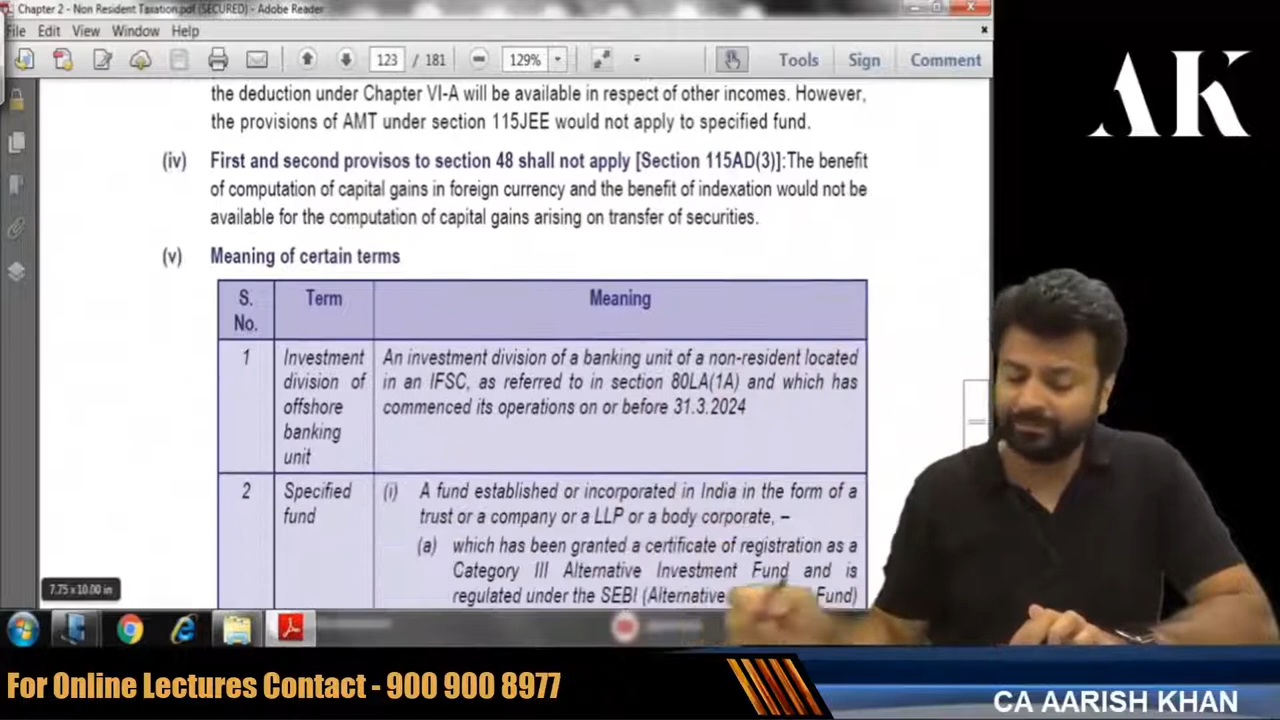 Chapter 2 - Non Resident Taxation.pdf (SECURED) - Adobe Reader
File Edit View Window Help
123 / 181 129% Tools Sign Comment
the deduction under Chapter VI-A will be available in respect of other incomes. However,
the provisions of AMT under section 115JEE would not apply to specified fund.
(iv) First and second provisos to section 48 shall not apply [Section 115AD(3)]:The benefit
of computation of capital gains in foreign currency and the benefit of indexation would not be
available for the computation of capital gains arising on transfer of securities.
(v) Meaning of certain terms
S. No. Term Meaning
1 Investment division of offshore banking unit
An investment division of a banking unit of a non-resident located
in an IFSC, as referred to in section 80LA(1A) and which has
commenced its operations on or before 31.3.2024
2 Specified fund
(i) A fund established or incorporated in India in the form of a
trust or a company or a LLP or a body corporate, –
(a) which has been granted a certificate of registration as a
Category III Alternative Investment Fund and is
regulated under the SEBI (Alternative Fund)
7.75 x 10.00 in
AK
For Online Lectures Contact - 900 900 8977
CA AARISH KHAN